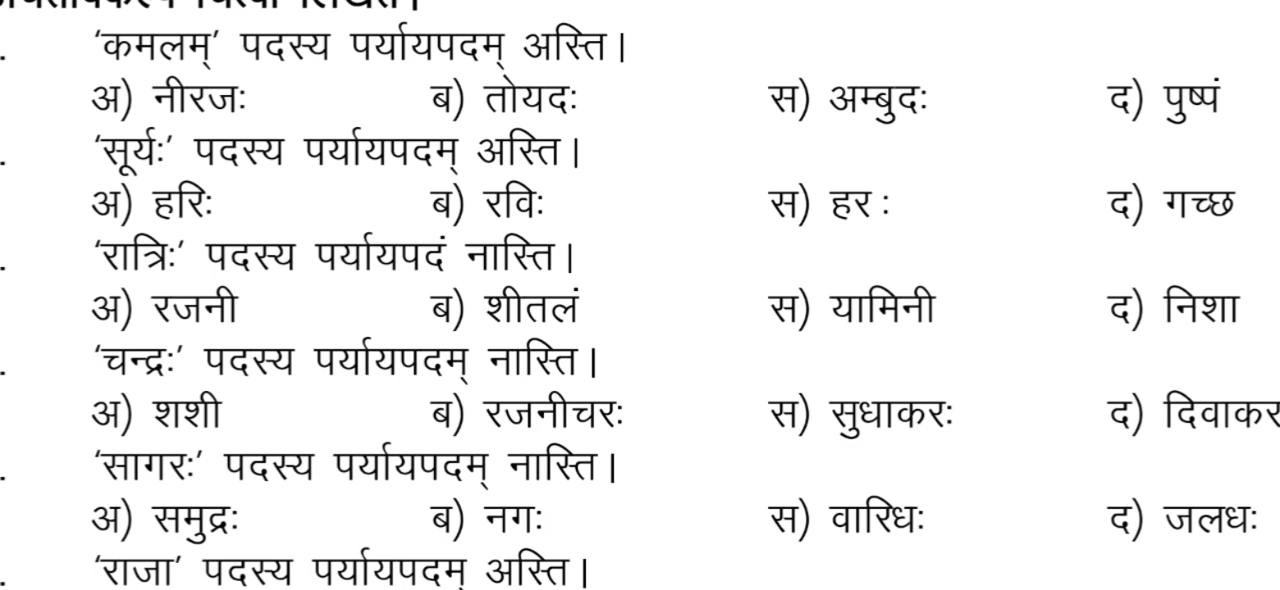 . 'कमलम्' पदस्य पर्यायपदम् अस्ति।
अ) नीरजः ब) तोयदः स) अम्बुदः द) पुष्पं
. 'सूर्यः' पदस्य पर्यायपदम् अस्ति।
अ) हरिः ब) रविः स) हर : द) गच्छ
. 'रात्रिः' पदस्य पर्यायपदं नास्ति।
अ) रजनी ब) शीतलं स) यामिनी द) निशा
. 'चन्द्रः' पदस्य पर्यायपदम् नास्ति।
अ) शशी ब) रजनीचरः स) सुधाकरः द) दिवाकर
. 'सागरः' पदस्य पर्यायपदम् नास्ति।
अ) समुद्रः ब) नगः स) वारिधः द) जलधः
. 'राजा' पदस्य पर्यायपदम् अस्ति।